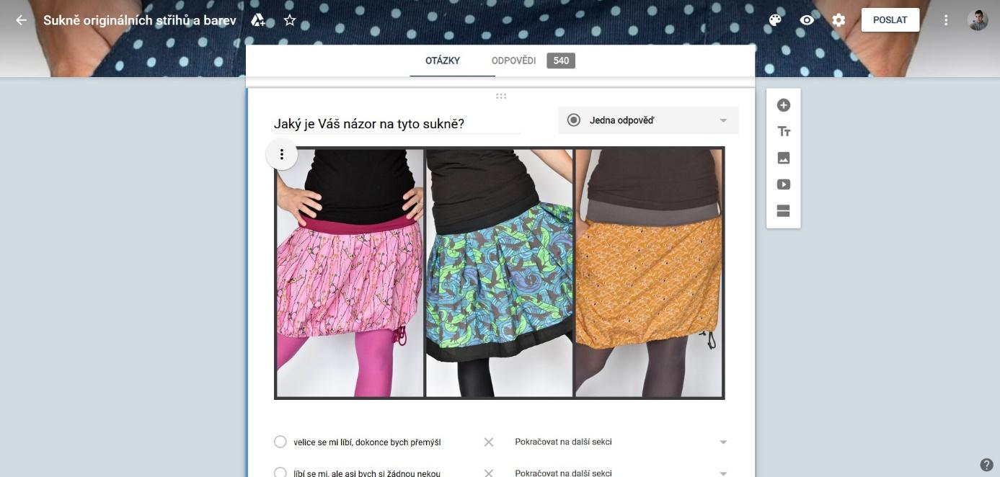 Sukně originálních střihů a barev
POSLAT
OTÁZKY
ODPOVĚDI 540
Jaký je Váš názor na tyto sukně?
Jedna odpověď
velice se mi líbí, dokonce bych přemýšl
Pokračovat na další sekci
líbí se mi, ale asi bych si žádnou nekou
Pokračovat na další sekci